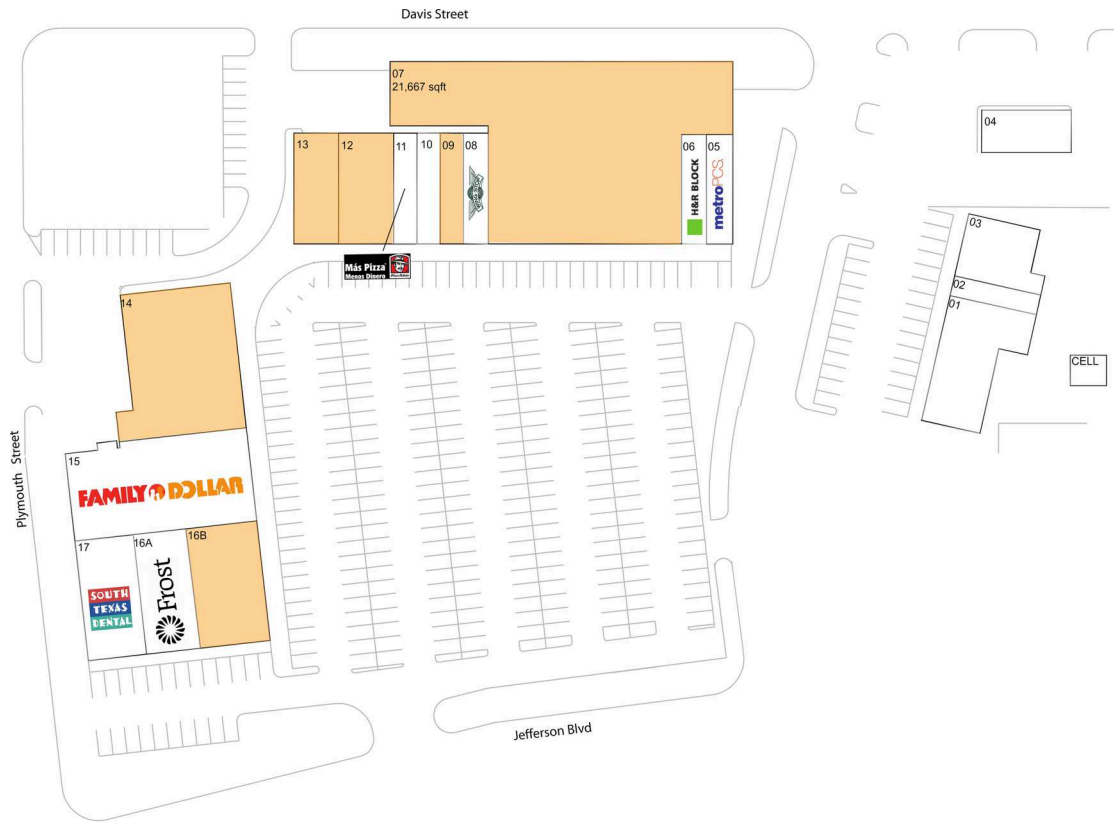 Davis Street
07
21,667 sqft
04
13
12
11
10
09
08
06
05
H&R BLOCK
metroPCS.
Más Pizza
Menos Dinero
03
02
01
CELL
14
15
FAMILY DOLLAR
Plymouth Street
17
16A
16B
SOUTH
TEXAS
DENTAL
Frost
Jefferson Blvd